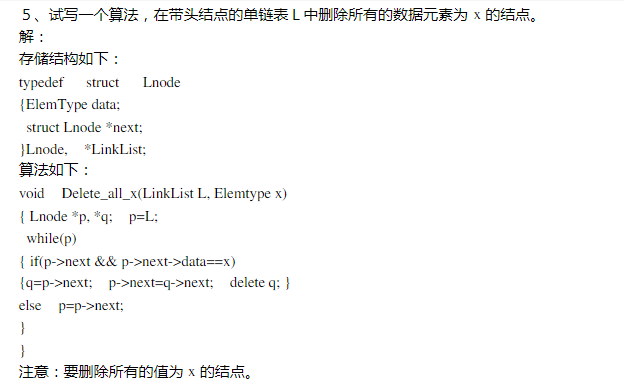 ５、试写一个算法，在带头结点的单链表 L 中删除所有的数据元素为 x 的结点。
解：
存储结构如下：
typedef struct Lnode
{ElemType data;
struct Lnode *next;
}Lnode, *LinkList;
算法如下：
void Delete_all_x(LinkList L, Elemtype x)
{ Lnode *p, *q; p=L;
while(p)
{ if(p->next && p->next->data==x)
{q=p->next; p->next=q->next; delete q; }
else p=p->next;
}
}
注意：要删除所有的值为 x 的结点。